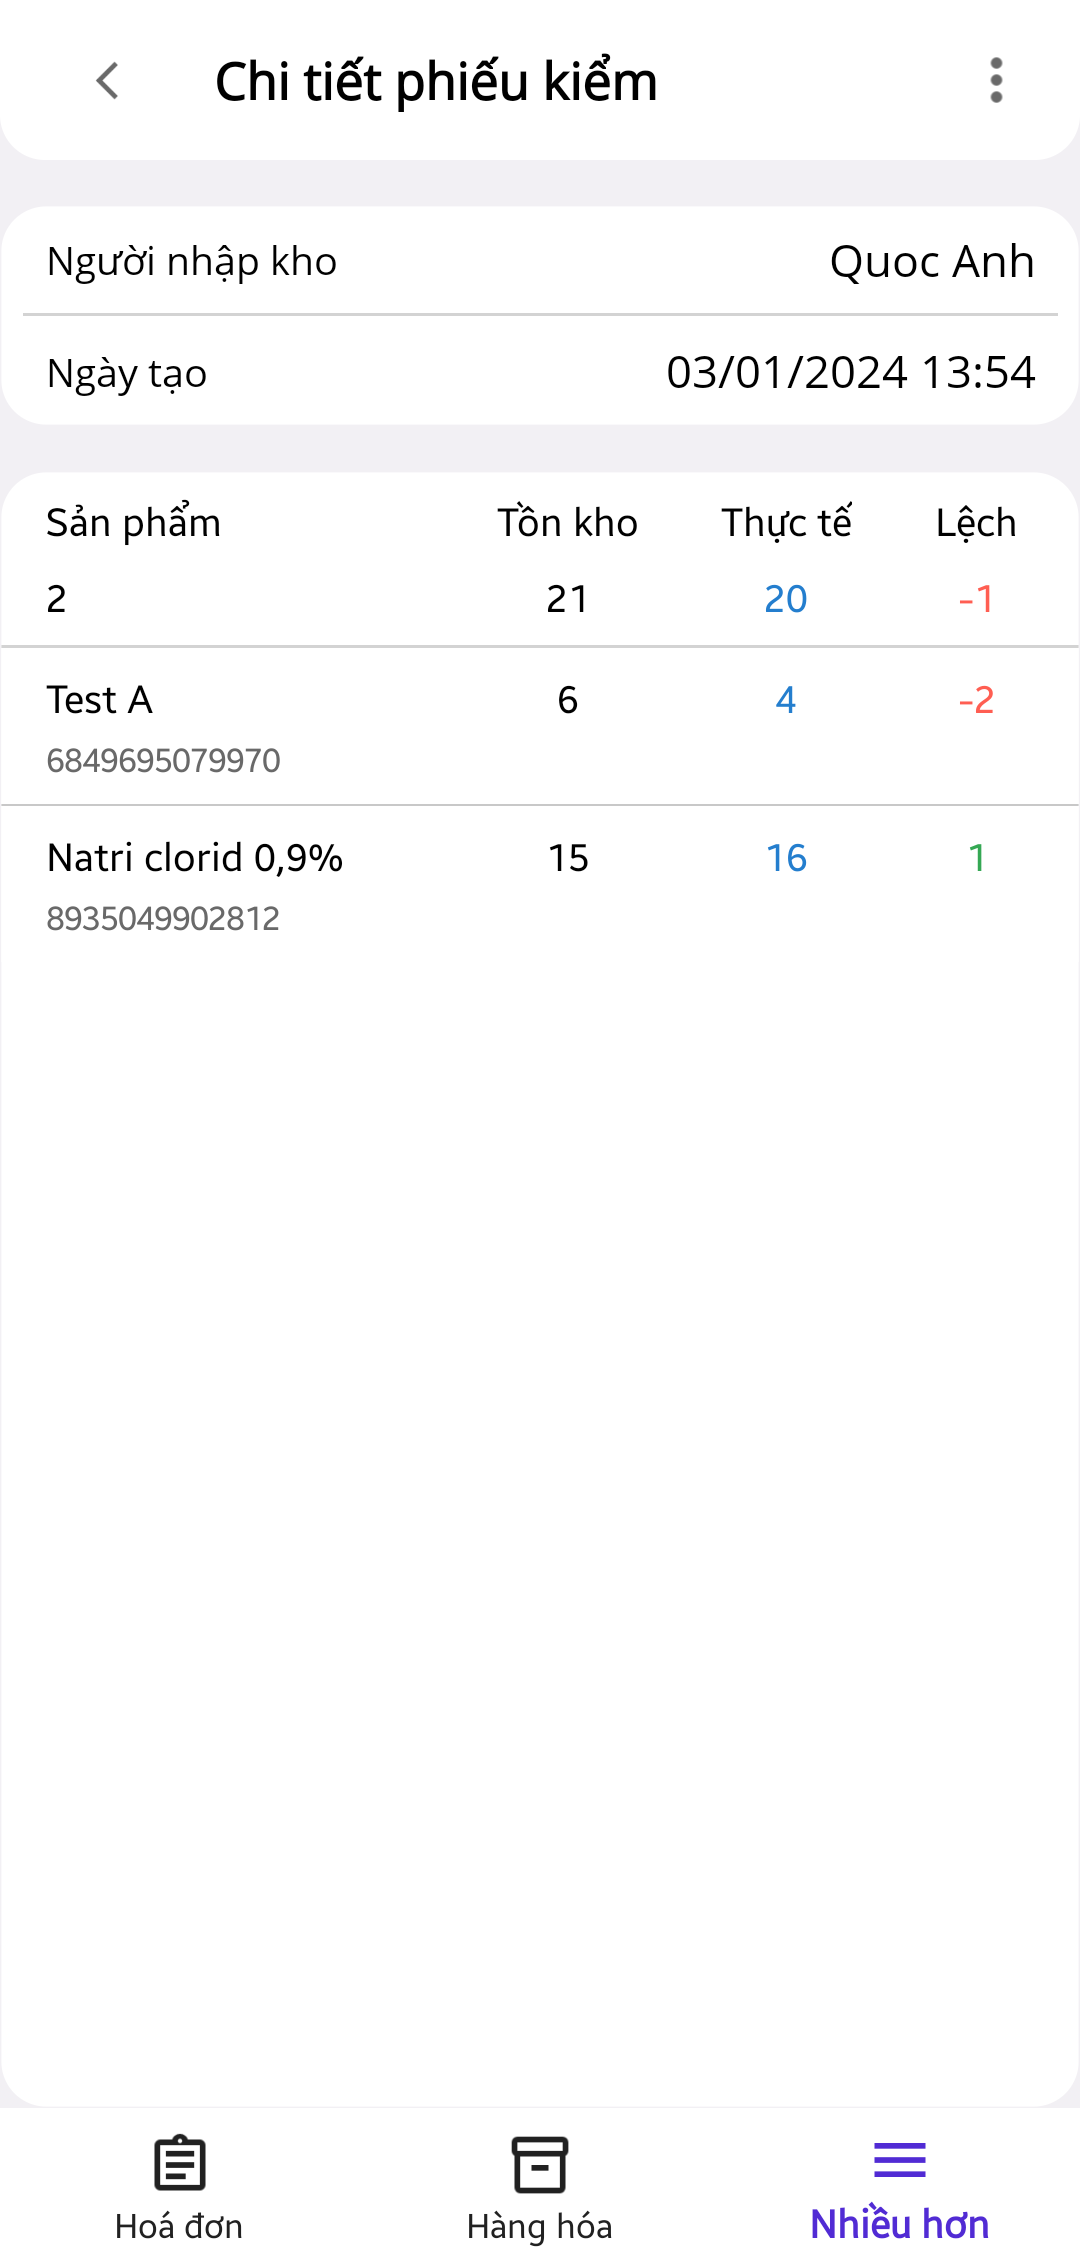 Chi tiết phiếu kiểm
Người nhập kho Quoc Anh
Ngày tạo 03/01/2024 13:54
Sản phẩm Tồn kho Thực tế Lệch
2 21 20 -1
Test A 6 4 -2
6849695079970
Natri clorid 0,9% 15 16 1
8935049902812
Hoá đơn Hàng hóa Nhiều hơn